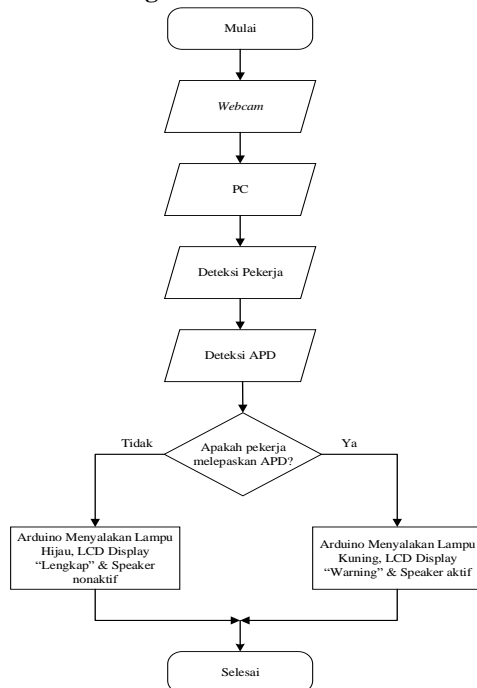 Mulai
Webcam
PC
Deteksi Pekerja
Deteksi APD
Apakah pekerja
melepaskan APD?
Tidak
Ya
Arduino Menyalakan Lampu
Hijau, LCD Display
“Lengkap” & Speaker
nonaktif
Arduino Menyalakan Lampu
Kuning, LCD Display
“Warning” & Speaker aktif
Selesai